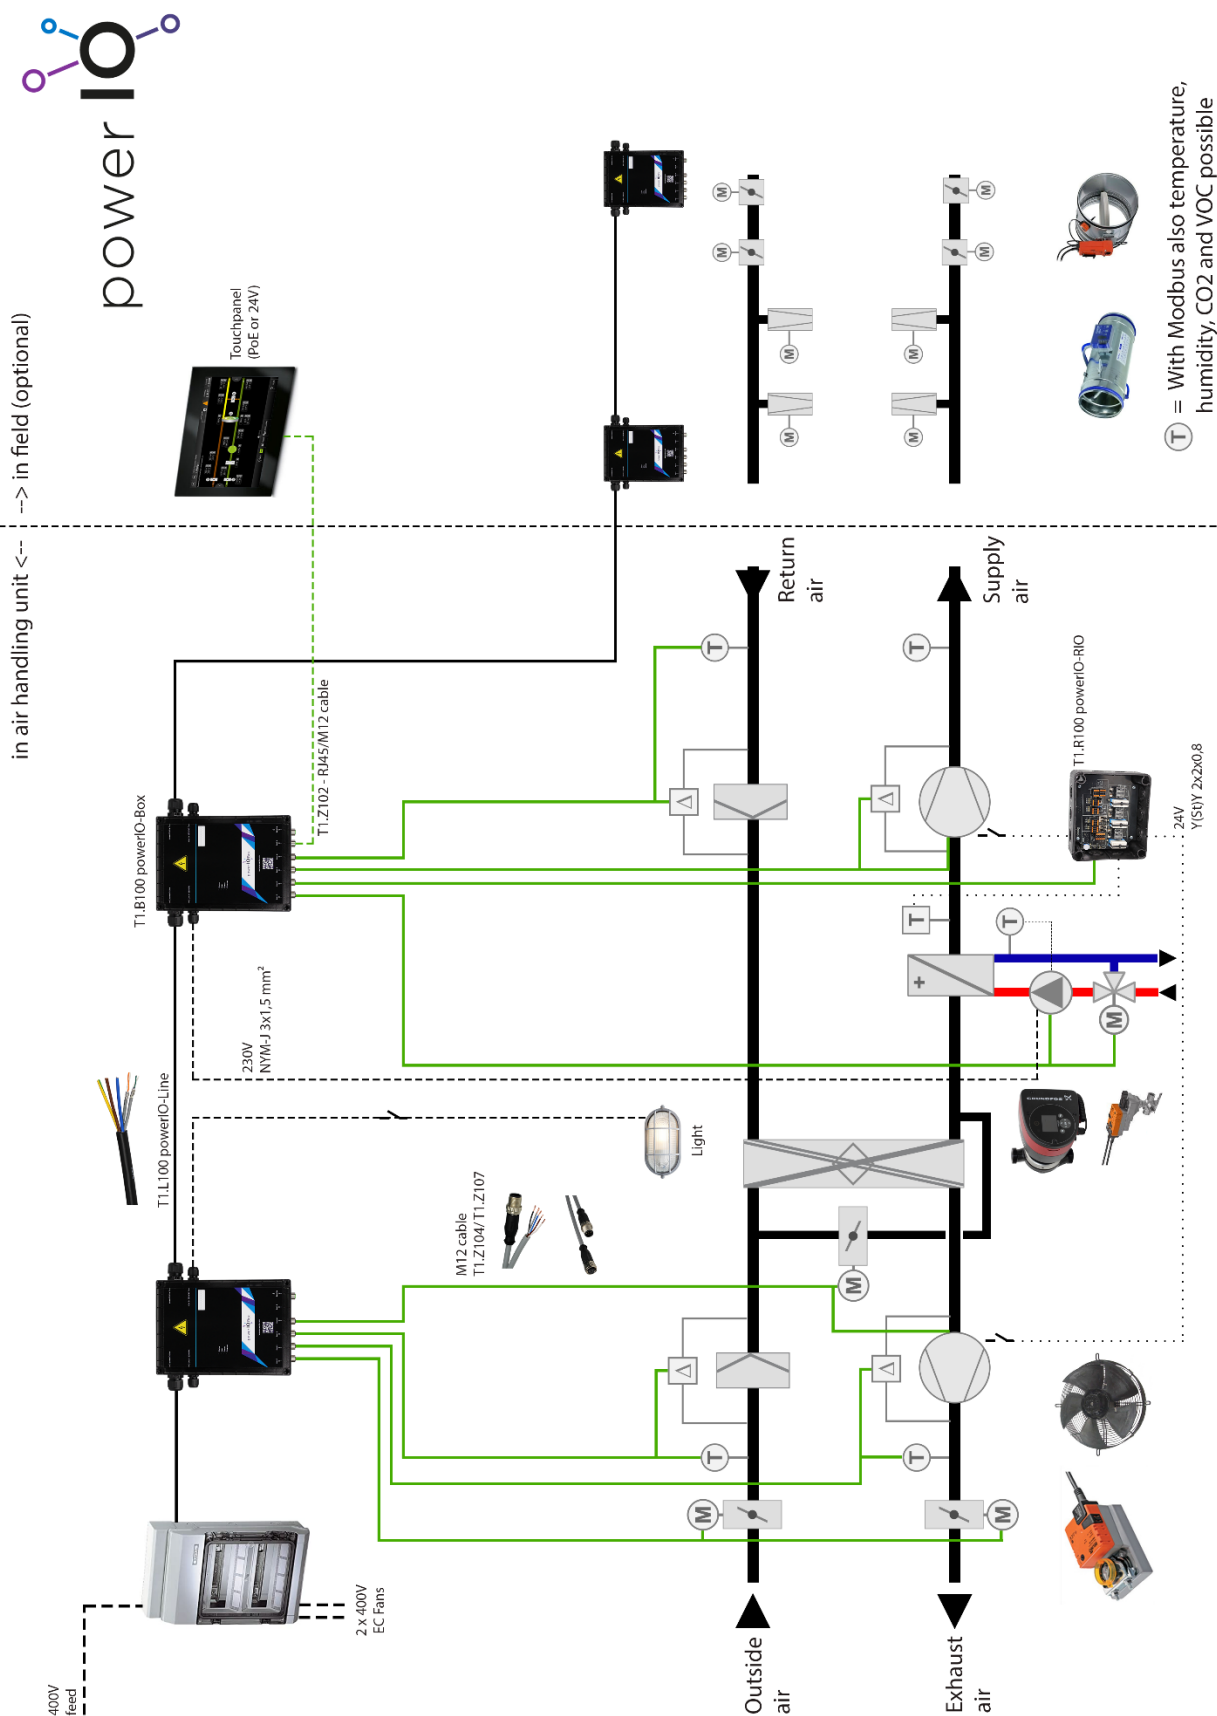 power IO
in air handling unit <--
--> in field (optional)
Touchpanel
(PoE or 24V)
T1.B100 powerIO-Box
T1.Z102 - RJ45/M12 cable
T1.L100 powerIO-Line
230V
NYM-J 3x1,5 mm²
M12 cable
T1.Z104/T1.Z107
Light
400V
feed
2 x 400V
EC Fans
Outside
air
Exhaust
air
Return
air
Supply
air
T1.R100 powerIO-RIO
24V
Y(St)Y 2x2x0,8
M
M
M
M
M
M
M
M
M
M
M
M
T
T
T
T
T
T
+
GRUNDFOS
T = With Modbus also temperature,
humidity, CO2 and VOC possible